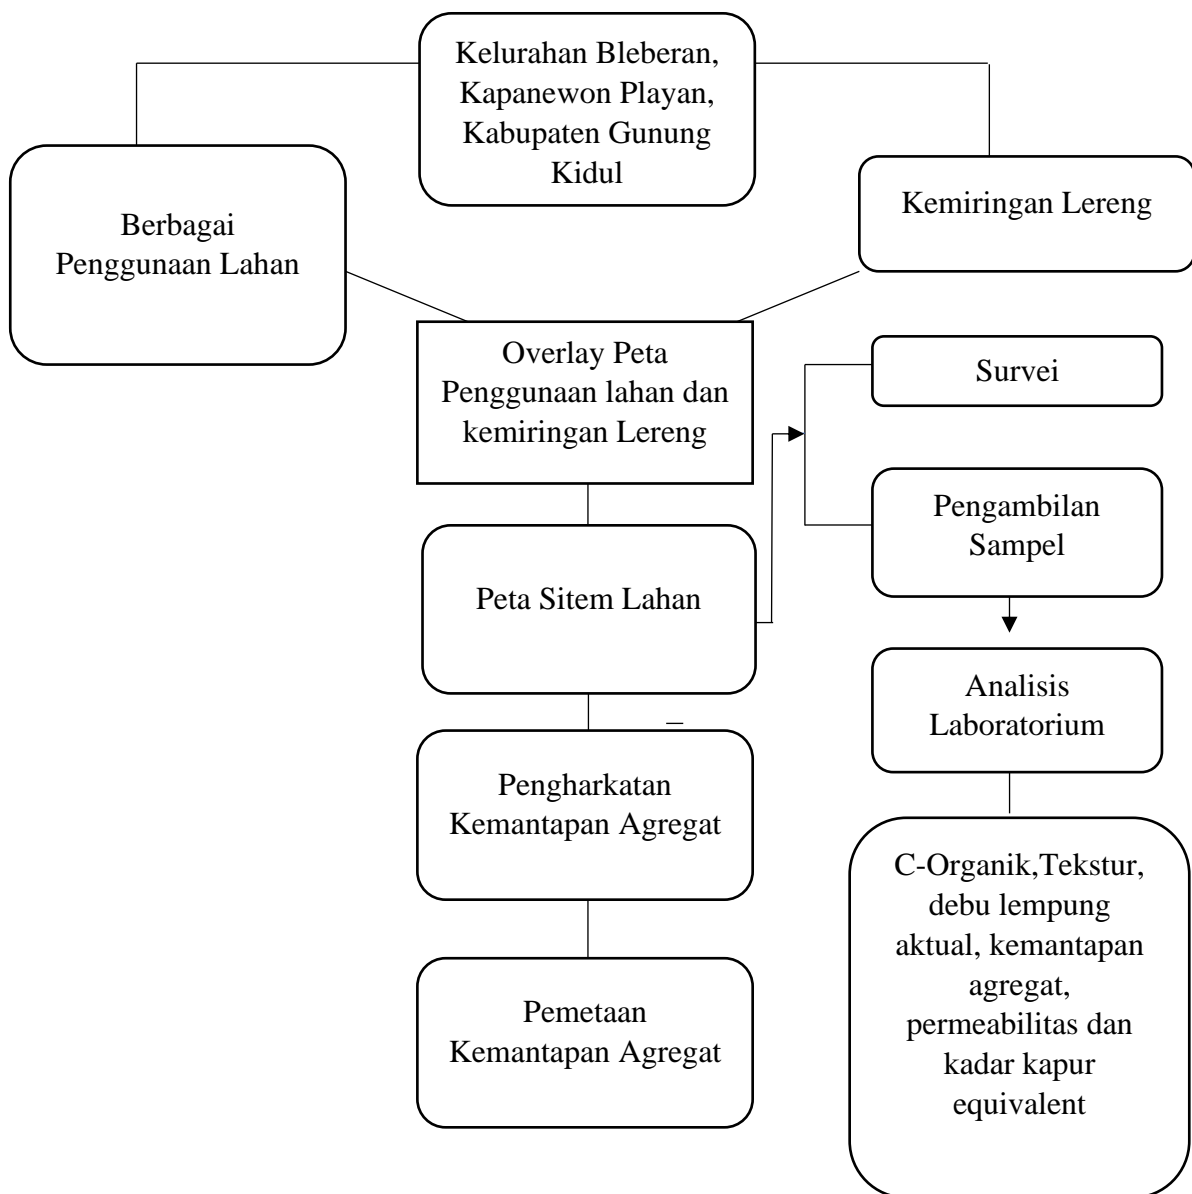 Kelurahan Bleberan,
Kapanewon Playan,
Kabupaten Gunung
Kidul
Berbagai
Penggunaan Lahan
Kemiringan Lereng
Overlay Peta
Penggunaan lahan dan
kemiringan Lereng
Survei
Pengambilan
Sampel
Peta Sitem Lahan
Analisis
Laboratorium
Pengharkatan
Kemantapan Agregat
C-Organik,Tekstur,
debu lempung
aktual, kemantapan
agregat,
permeabilitas dan
kadar kapur
equivalent
Pemetaan
Kemantapan Agregat